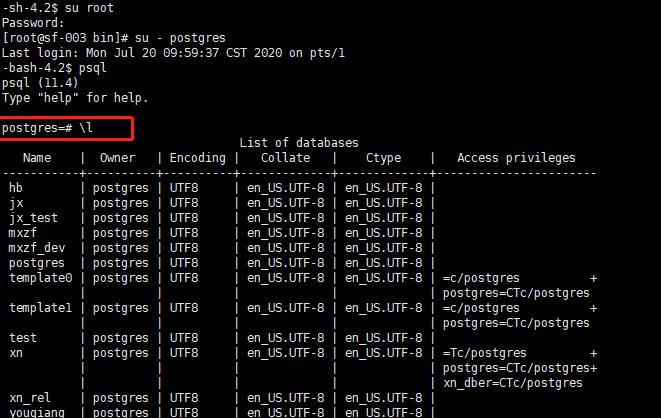 -sh-4.2$ su root
Password:
[root@sf-003 bin]# su - postgres
Last login: Mon Jul 20 09:59:37 CST 2020 on pts/1
-bash-4.2$ psql
psql (11.4)
Type "help" for help.
postgres=# \l
List of databases
Name | Owner | Encoding | Collate | Ctype | Access privileges
-----------+----------+----------+-------------+-------------+-----------------------
hb | postgres | UTF8 | en_US.UTF-8 | en_US.UTF-8 |
jx | postgres | UTF8 | en_US.UTF-8 | en_US.UTF-8 |
jx_test | postgres | UTF8 | en_US.UTF-8 | en_US.UTF-8 |
mxzf | postgres | UTF8 | en_US.UTF-8 | en_US.UTF-8 |
mxzf_dev | postgres | UTF8 | en_US.UTF-8 | en_US.UTF-8 |
postgres | postgres | UTF8 | en_US.UTF-8 | en_US.UTF-8 |
template0 | postgres | UTF8 | en_US.UTF-8 | en_US.UTF-8 | =c/postgres +
| | | | | postgres=CTc/postgres
template1 | postgres | UTF8 | en_US.UTF-8 | en_US.UTF-8 | =c/postgres +
| | | | | postgres=CTc/postgres
test | postgres | UTF8 | en_US.UTF-8 | en_US.UTF-8 |
xn | postgres | UTF8 | en_US.UTF-8 | en_US.UTF-8 | =Tc/postgres +
| | | | | postgres=CTc/postgres+
| | | | | xn_dber=CTc/postgres
xn_rel | postgres | UTF8 | en_US.UTF-8 | en_US.UTF-8 |
youqiang | postgres | UTF8 | en_US.UTF-8 | en_US.UTF-8 |